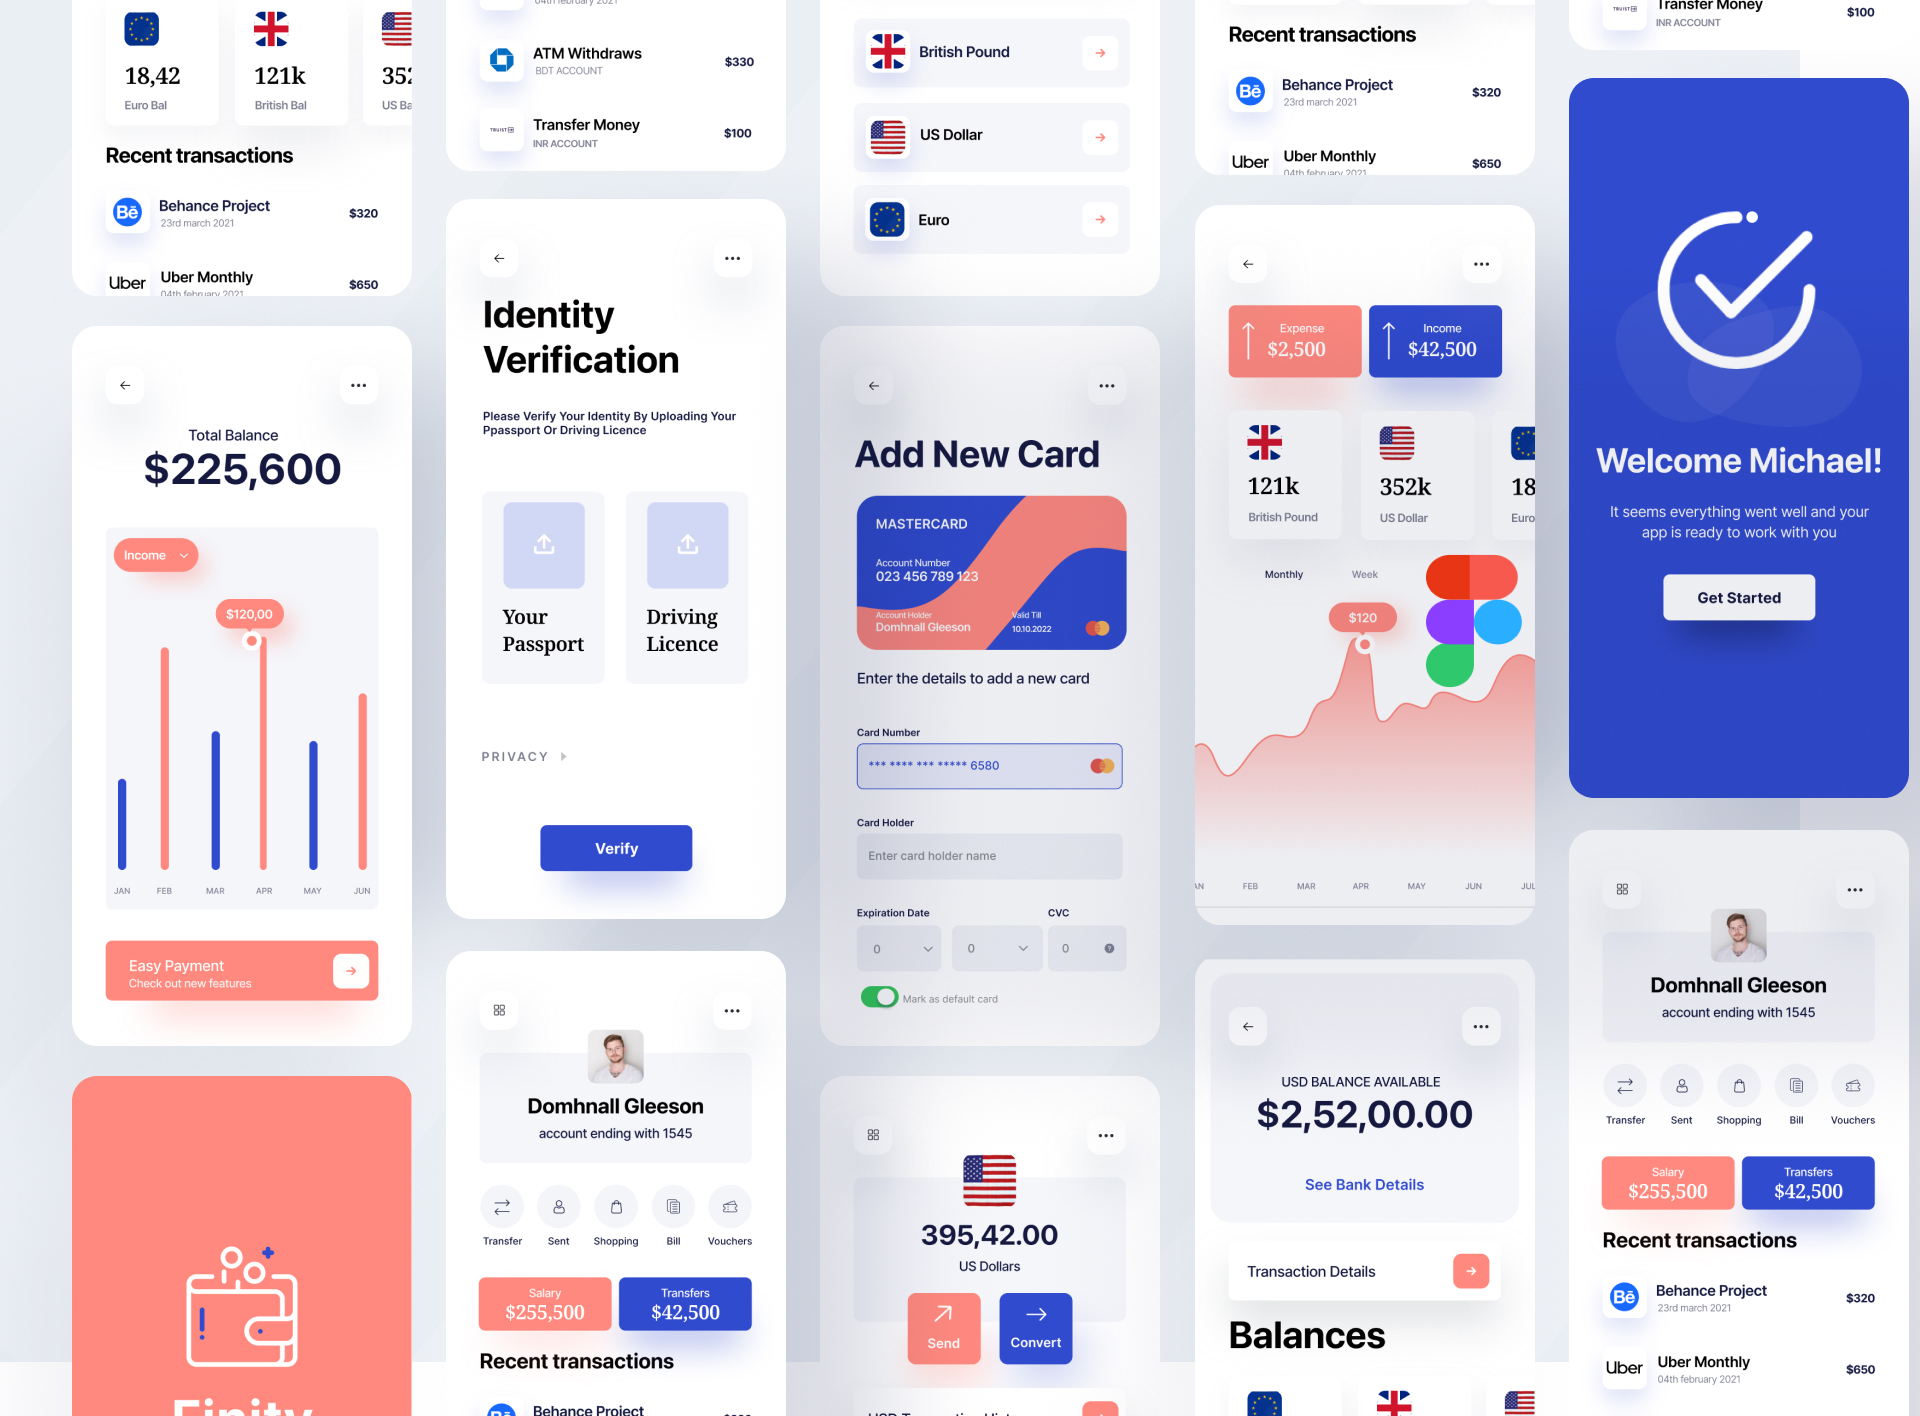 18,42
121k
352
Euro Bal
British Bal
US Ba
Recent transactions
Bē
Behance Project
23rd march 2021
$320
Uber
Uber Monthly
04th february 2021
$650
Total Balance
$225,600
Income
$120,00
JAN
FEB
MAR
APR
MAY
JUN
Easy Payment
Check out new features
Finity
04th february 2021
ATM Withdraws
BDT ACCOUNT
$330
TRUIST
Transfer Money
INR ACCOUNT
$100
Identity
Verification
Please Verify Your Identity By Uploading Your
Ppassport Or Driving Licence
Your
Passport
Driving
Licence
PRIVACY
Verify
Domhnall Gleeson
account ending with 1545
Transfer
Sent
Shopping
Bill
Vouchers
Salary
$255,500
Transfers
$42,500
Recent transactions
Bē
Behance Project
British Pound
US Dollar
Euro
Add New Card
MASTERCARD
Account Number
023 456 789 123
Account Holder
Domhnall Gleeson
Valid Till
10.10.2022
Enter the details to add a new card
Card Number
*** **** *** ***** 6580
Card Holder
Enter card holder name
Expiration Date
CVC
0
0
0
?
Mark as default card
395,42.00
US Dollars
Send
Convert
Recent transactions
Bē
Behance Project
23rd march 2021
$320
Uber
Uber Monthly
04th february 2021
$650
Expense
$2,500
Income
$42,500
121k
British Pound
352k
US Dollar
18
Euro
Monthly
Week
$120
AN
FEB
MAR
APR
MAY
JUN
JUL
USD BALANCE AVAILABLE
$2,52,00.00
See Bank Details
Transaction Details
Balances
TRUIST
Transfer Money
INR ACCOUNT
$100
Welcome Michael!
It seems everything went well and your
app is ready to work with you
Get Started
Domhnall Gleeson
account ending with 1545
Transfer
Sent
Shopping
Bill
Vouchers
Salary
$255,500
Transfers
$42,500
Recent transactions
Bē
Behance Project
23rd march 2021
$320
Uber
Uber Monthly
04th february 2021
$650